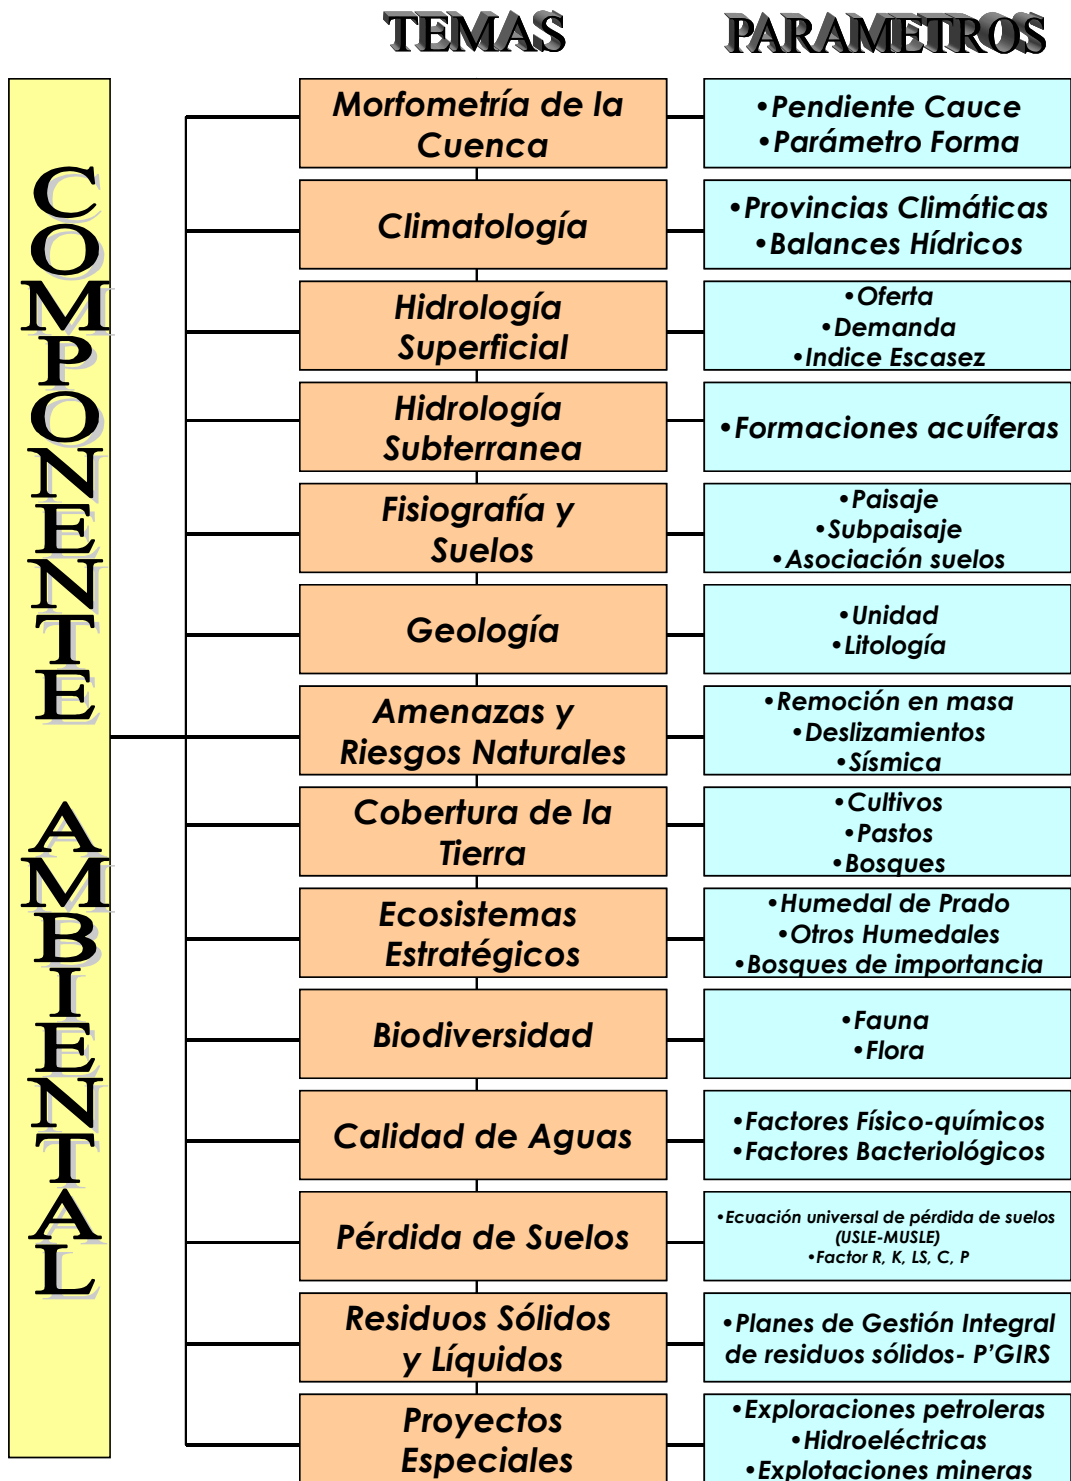 TEMAS
PARAMETROS
COMPONENTE AMBIENTAL
Morfometría de la
Cuenca
•Pendiente Cauce
•Parámetro Forma
Climatología
•Provincias Climáticas
•Balances Hídricos
Hidrología
Superficial
•Oferta
•Demanda
•Indice Escasez
Hidrología
Subterranea
•Formaciones acuíferas
Fisiografía y
Suelos
•Paisaje
•Subpaisaje
•Asociación suelos
Geología
•Unidad
•Litología
Amenazas y
Riesgos Naturales
•Remoción en masa
•Deslizamientos
•Sísmica
Cobertura de la
Tierra
•Cultivos
•Pastos
•Bosques
Ecosistemas
Estratégicos
•Humedal de Prado
•Otros Humedales
•Bosques de importancia
Biodiversidad
•Fauna
•Flora
Calidad de Aguas
•Factores Físico-químicos
•Factores Bacteriológicos
Pérdida de Suelos
•Ecuación universal de pérdida de suelos
(USLE-MUSLE)
•Factor R, K, LS, C, P
Residuos Sólidos
y Líquidos
•Planes de Gestión Integral
de residuos sólidos- P'GIRS
Proyectos
Especiales
•Exploraciones petroleras
•Hidroeléctricas
•Explotaciones mineras